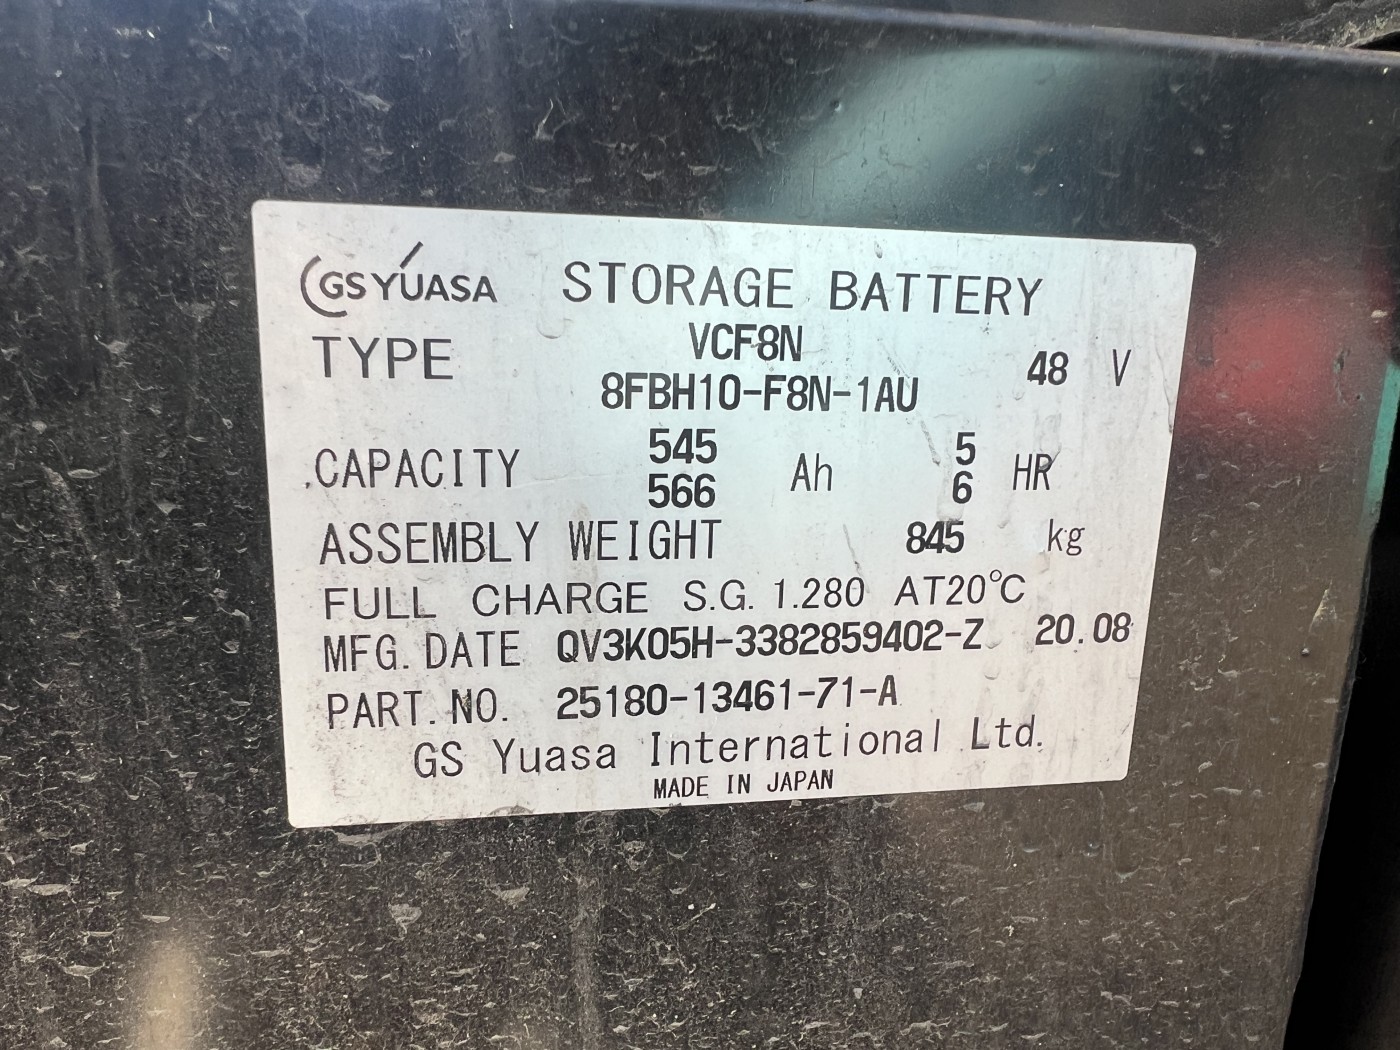 GS YUASA STORAGE BATTERY
TYPE VCF8N 48 V
8FBH10-F8N-1AU
CAPACITY 545 Ah 5 HR
566 6
ASSEMBLY WEIGHT 845 kg
FULL CHARGE S.G. 1.280 AT20°C
MFG. DATE QV3K05H-3382859402-Z 20.08
PART. NO. 25180-13461-71-A
GS Yuasa International Ltd.
MADE IN JAPAN